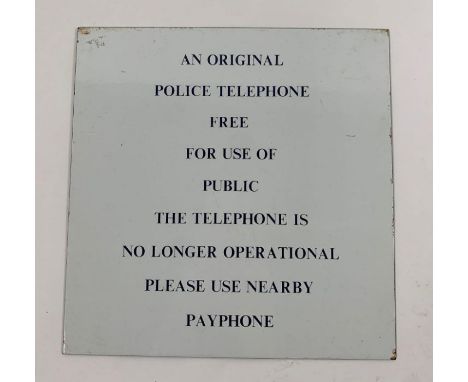 AN ORIGINAL
POLICE TELEPHONE
FREE
FOR USE OF
PUBLIC
THE TELEPHONE IS
NO LONGER OPERATIONAL
PLEASE USE NEARBY
PAYPHONE